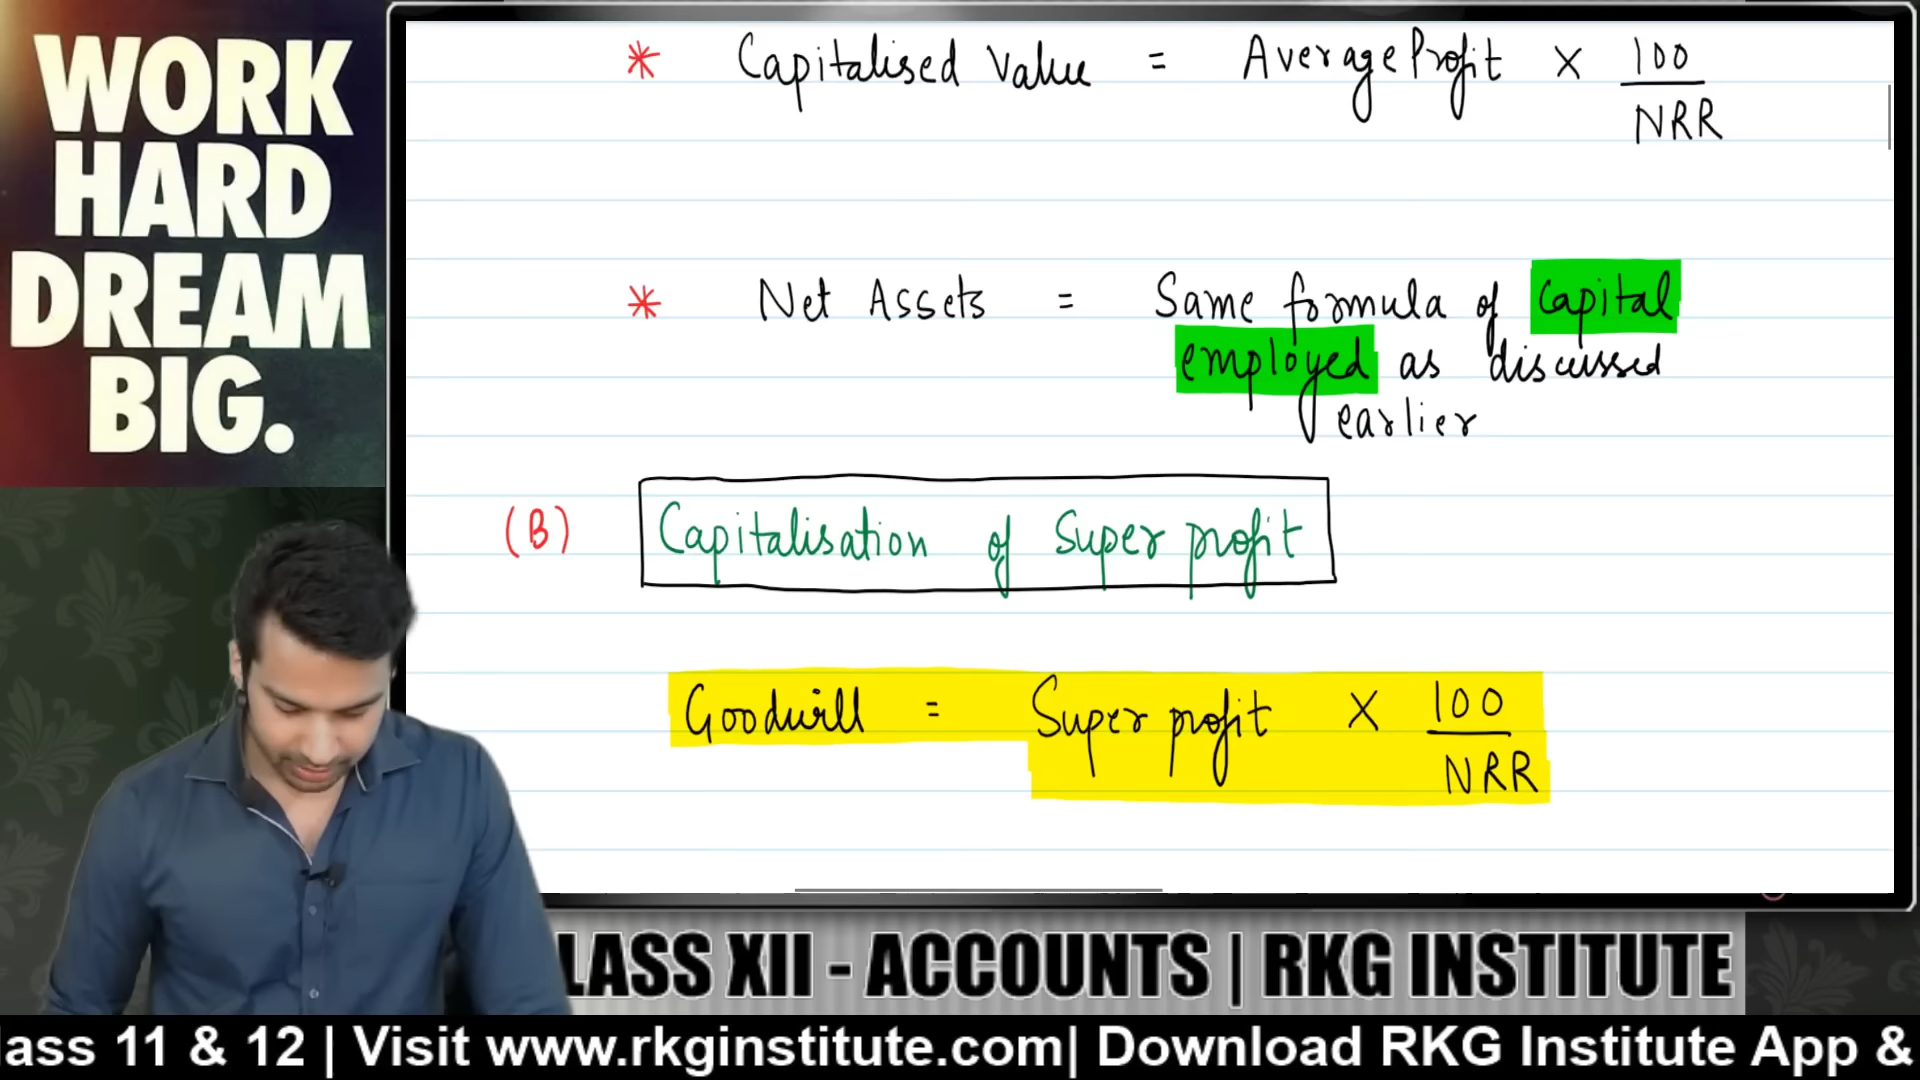 WORK
HARD
DREAM
BIG.
* Capitalised Value = Average Profit × 100/NRR
* Net Assets = Same formula of capital
employed as discussed
earlier
(B) Capitalisation of Super profit
Goodwill = Super profit × 100/NRR
LASS XII - ACCOUNTS | RKG INSTITUTE
lass 11 & 12 | Visit www.rkginstitute.com| Download RKG Institute App &